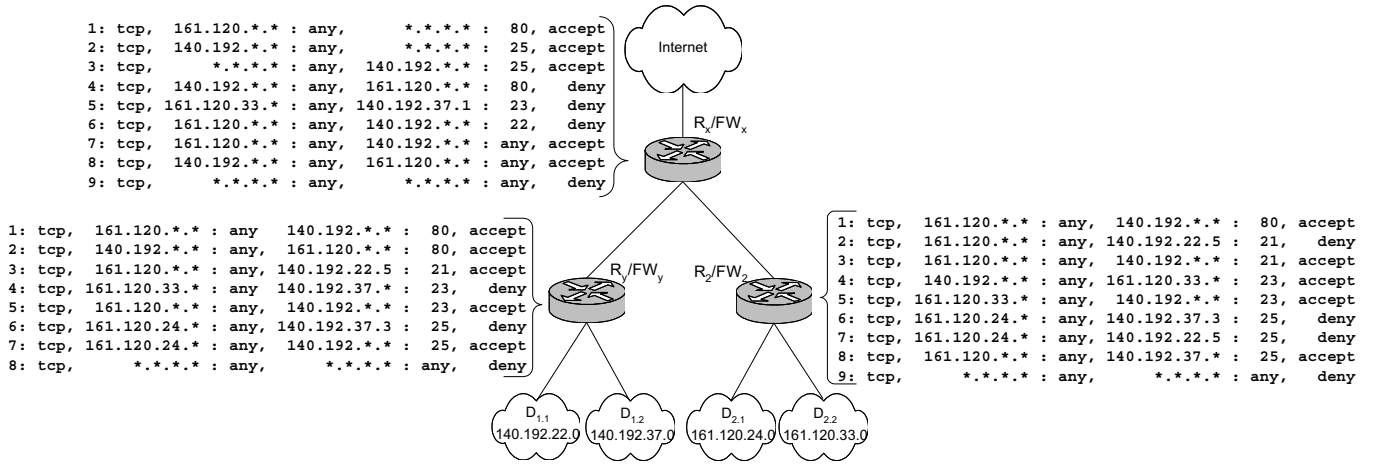 1: tcp, 161.120.*.* : any, *.*.*.* : 80, accept
2: tcp, 140.192.*.* : any, *.*.*.* : 25, accept
3: tcp, *.*.*.* : any, 140.192.*.* : 25, accept
4: tcp, 140.192.*.* : any, 161.120.*.* : 80, deny
5: tcp, 161.120.33.* : any, 140.192.37.1 : 23, deny
6: tcp, 161.120.*.* : any, 140.192.*.* : 22, deny
7: tcp, 161.120.*.* : any, 140.192.*.* : any, accept
8: tcp, 140.192.*.* : any, 161.120.*.* : any, accept
9: tcp, *.*.*.* : any, *.*.*.* : any, deny
Internet
Rx/FWx
1: tcp, 161.120.*.* : any 140.192.*.* : 80, accept
2: tcp, 140.192.*.* : any, 161.120.*.* : 80, accept
3: tcp, 161.120.*.* : any, 140.192.22.5 : 21, accept
4: tcp, 161.120.33.* : any 140.192.37.* : 23, deny
5: tcp, 161.120.*.* : any, 140.192.*.* : 23, accept
6: tcp, 161.120.24.* : any, 140.192.37.3 : 25, deny
7: tcp, 161.120.24.* : any, 140.192.*.* : 25, accept
8: tcp, *.*.*.* : any, *.*.*.* : any, deny
Ry/FWy
R2/FW2
1: tcp, 161.120.*.* : any, 140.192.*.* : 80, accept
2: tcp, 161.120.*.* : any, 140.192.22.5 : 21, deny
3: tcp, 161.120.*.* : any, 140.192.*.* : 21, accept
4: tcp, 140.192.*.* : any, 161.120.33.* : 23, accept
5: tcp, 161.120.33.* : any, 140.192.*.* : 23, accept
6: tcp, 161.120.24.* : any, 140.192.37.3 : 25, deny
7: tcp, 161.120.24.* : any, 140.192.22.5 : 25, deny
8: tcp, 161.120.*.* : any, 140.192.37.* : 25, accept
9: tcp, *.*.*.* : any, *.*.*.* : any, deny
D1.1
140.192.22.0
D1.2
140.192.37.0
D2.1
161.120.24.0
D2.2
161.120.33.0